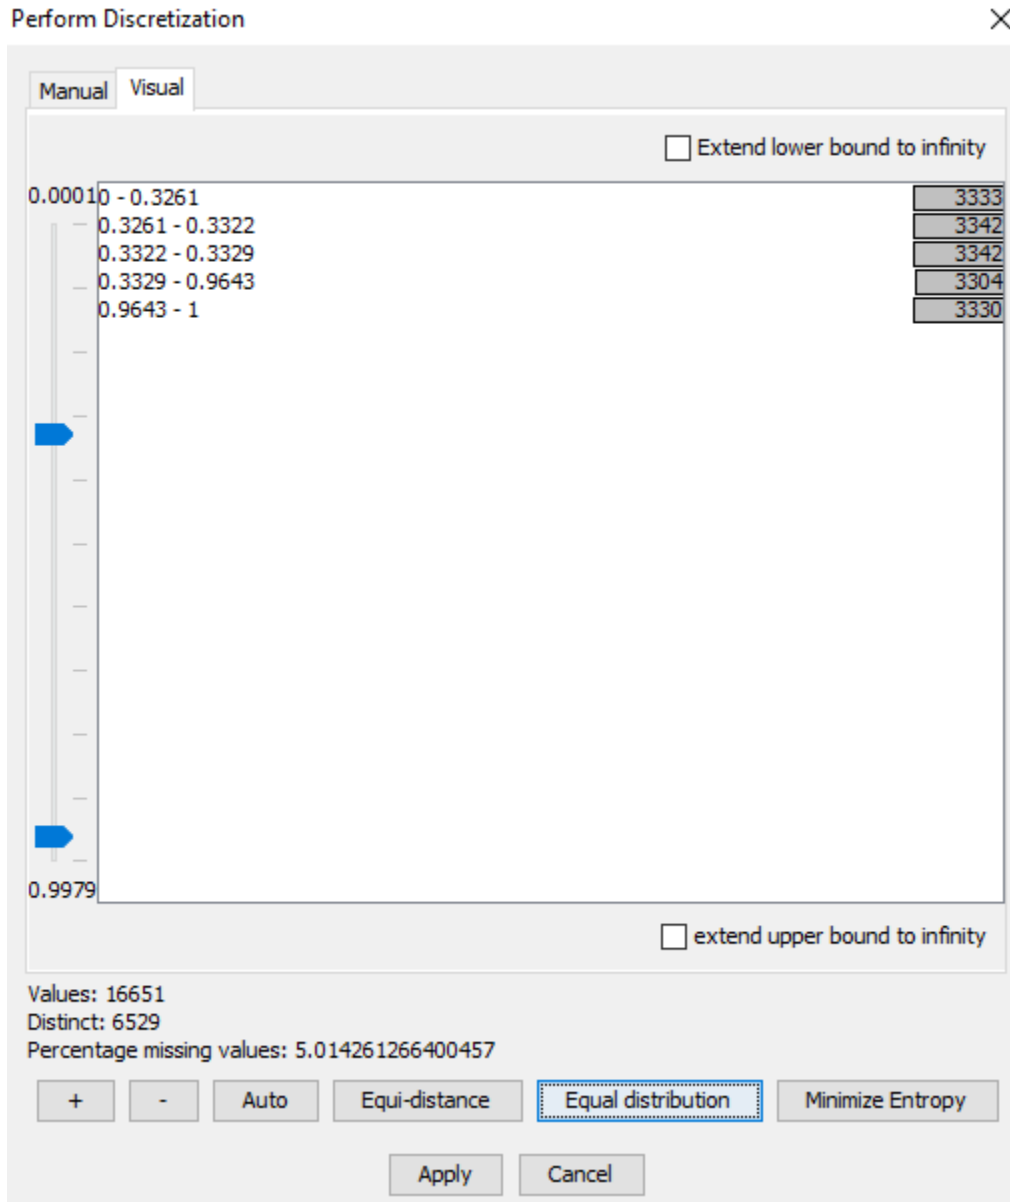 Perform Discretization
Manual Visual
Extend lower bound to infinity
0.0001
0 - 0.3261 3333
0.3261 - 0.3322 3342
0.3322 - 0.3329 3342
0.3329 - 0.9643 3304
0.9643 - 1 3330
0.9979
extend upper bound to infinity
Values: 16651
Distinct: 6529
Percentage missing values: 5.014261266400457
+ - Auto Equi-distance Equal distribution Minimize Entropy
Apply Cancel